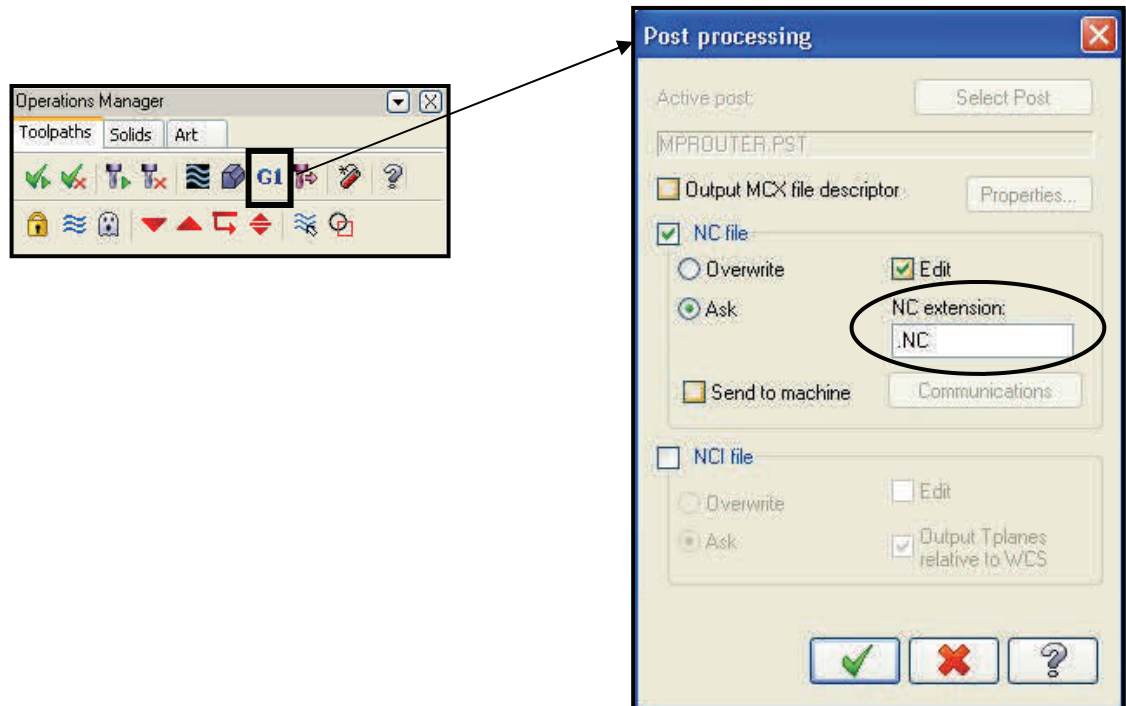 Operations Manager
Toolpaths Solids Art
G1
Post processing
Active post: Select Post
MPROUTER.PST
Output MCX file descriptor Properties...
NC file
Overwrite Edit
Ask NC extension:
.NC
Send to machine Communications
NCI file
Overwrite Edit
Ask Output Tplanes
relative to WCS